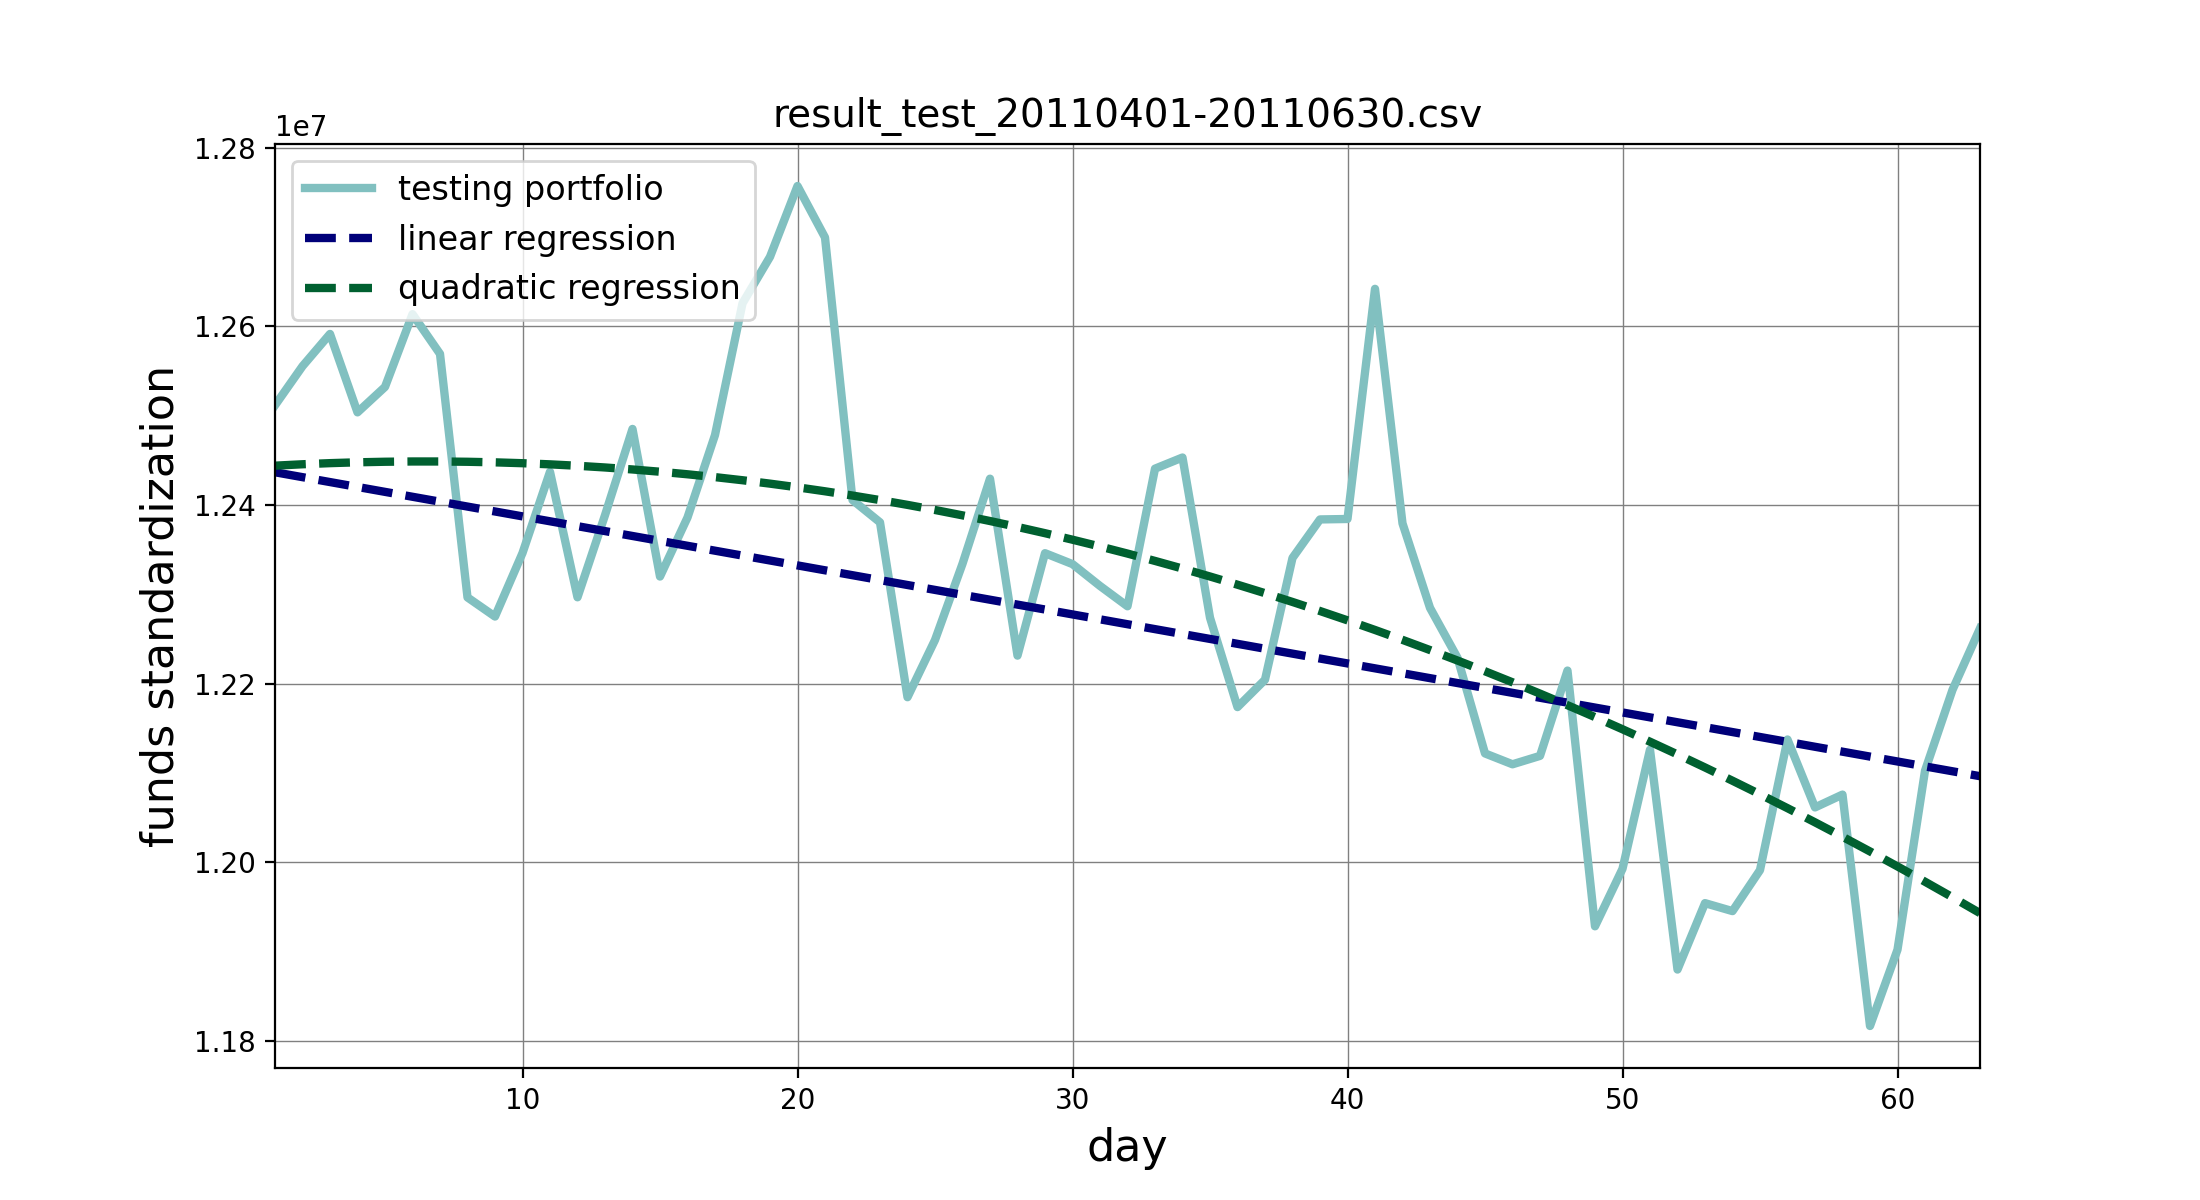 result_test_20110401-20110630.csv
1e7
1.28
1.26
1.24
1.22
1.20
1.18
funds standardization
testing portfolio
linear regression
quadratic regression
10 20 30 40 50 60
day